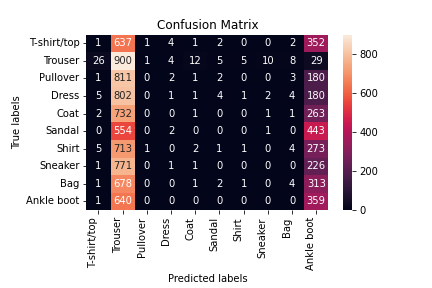 Confusion Matrix
T-shirt/top 1 637 1 4 1 2 0 0 2 352
Trouser 26 900 1 4 12 5 5 10 8 29
Pullover 1 811 0 2 1 2 0 0 3 180
Dress 5 802 0 1 1 4 1 2 4 180
Coat 2 732 0 0 1 0 0 1 1 263
Sandal 0 554 0 2 0 0 0 1 0 443
Shirt 5 713 1 0 2 1 1 0 4 273
Sneaker 1 771 0 1 1 0 0 0 0 226
Bag 1 678 0 0 1 2 1 0 4 313
Ankle boot 1 640 0 0 0 0 0 0 0 359
True labels
T-shirt/top Trouser Pullover Dress Coat Sandal Shirt Sneaker Bag Ankle boot
Predicted labels
800
600
400
200
0